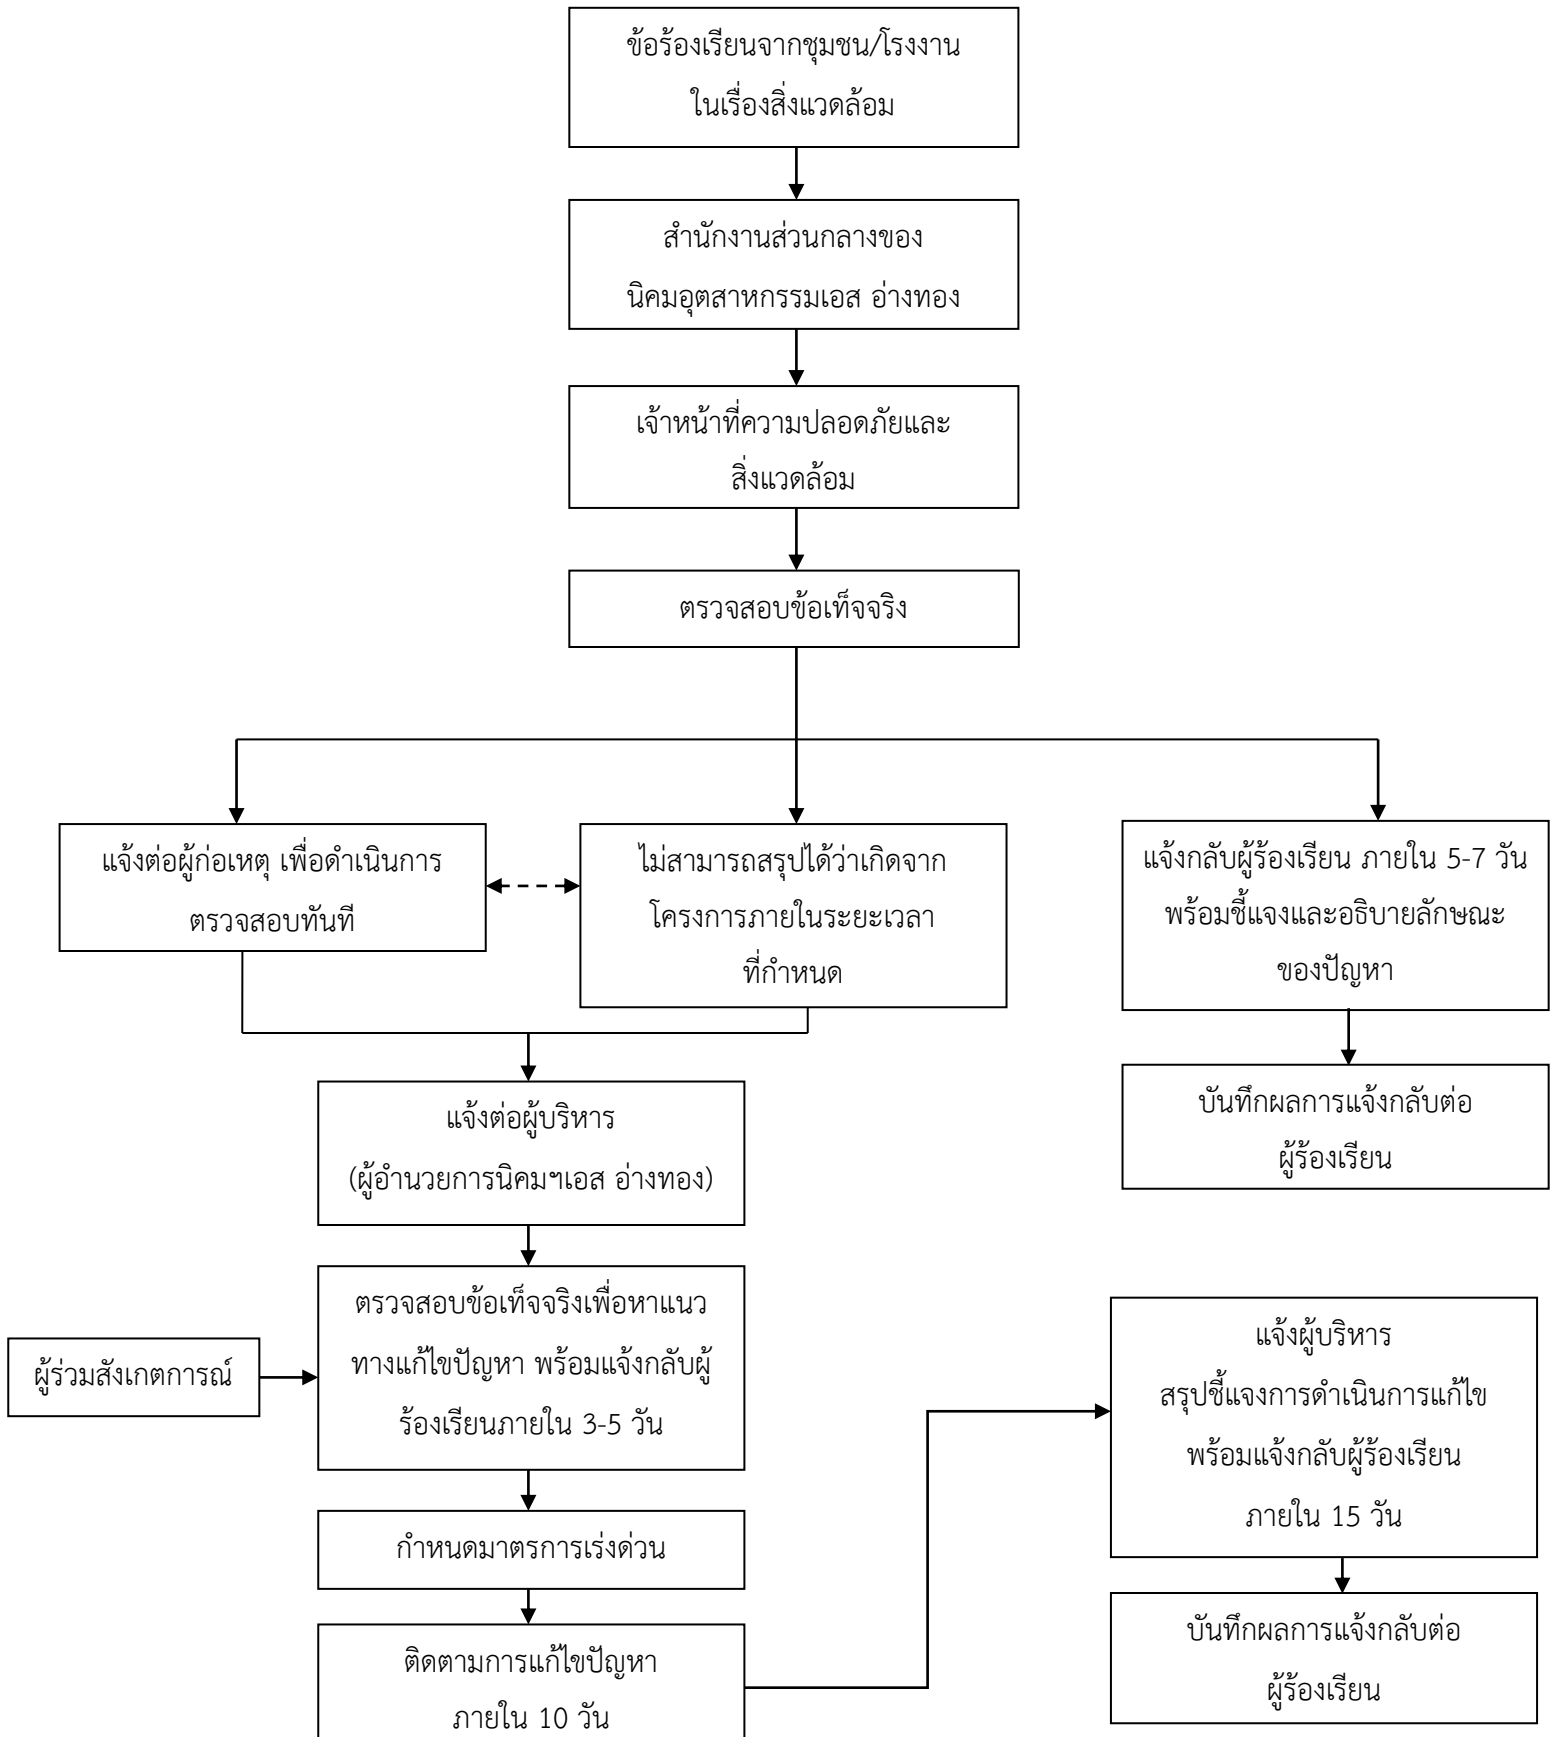 ข้อร้องเรียนจากชุมชน/โรงงาน
ในเรื่องสิ่งแวดล้อม
สำนักงานส่วนกลางของ
นิคมอุตสาหกรรมเอส อ่างทอง
เจ้าหน้าที่ความปลอดภัยและ
สิ่งแวดล้อม
ตรวจสอบข้อเท็จจริง
แจ้งต่อผู้ก่อเหตุ เพื่อดำเนินการ
ตรวจสอบทันที
ไม่สามารถสรุปได้ว่าเกิดจาก
โครงการภายในระยะเวลา
ที่กำหนด
แจ้งกลับผู้ร้องเรียน ภายใน 5-7 วัน
พร้อมชี้แจงและอธิบายลักษณะ
ของปัญหา
บันทึกผลการแจ้งกลับต่อ
ผู้ร้องเรียน
แจ้งต่อผู้บริหาร
(ผู้อำนวยการนิคมฯเอส อ่างทอง)
ผู้ร่วมสังเกตการณ์
ตรวจสอบข้อเท็จจริงเพื่อหาแนว
ทางแก้ไขปัญหา พร้อมแจ้งกลับผู้
ร้องเรียนภายใน 3-5 วัน
กำหนดมาตรการเร่งด่วน
ติดตามการแก้ไขปัญหา
ภายใน 10 วัน
แจ้งผู้บริหาร
สรุปชี้แจงการดำเนินการแก้ไข
พร้อมแจ้งกลับผู้ร้องเรียน
ภายใน 15 วัน
บันทึกผลการแจ้งกลับต่อ
ผู้ร้องเรียน